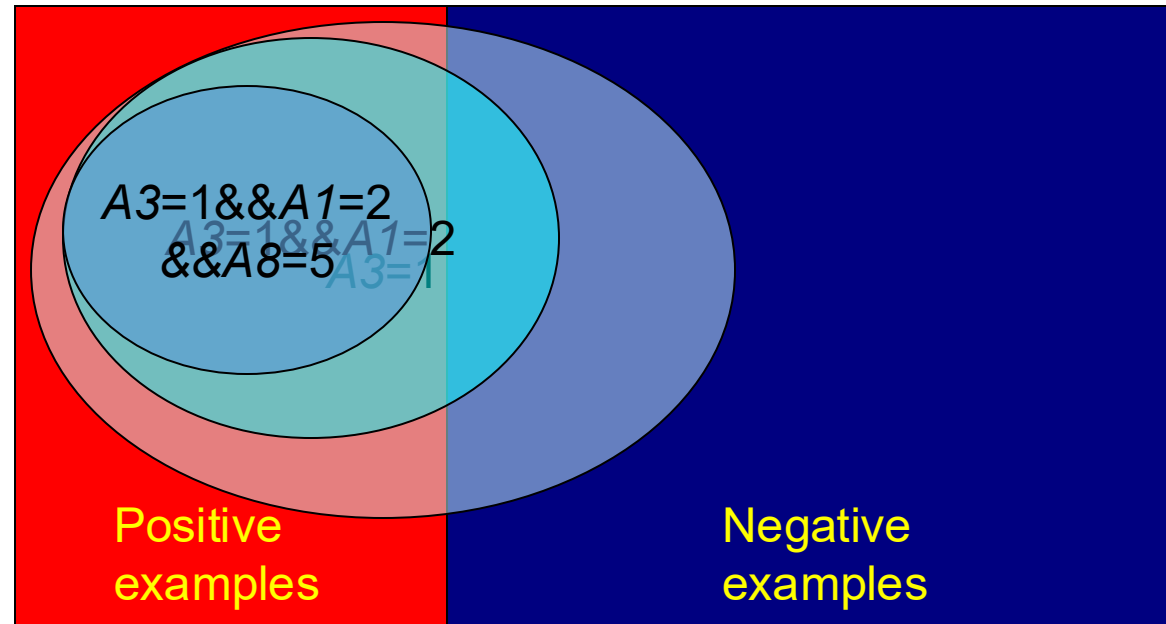 A3=1&&A1=2
A3=1&&A1=2
&&A8=5
A3=1
Positive
examples
Negative
examples